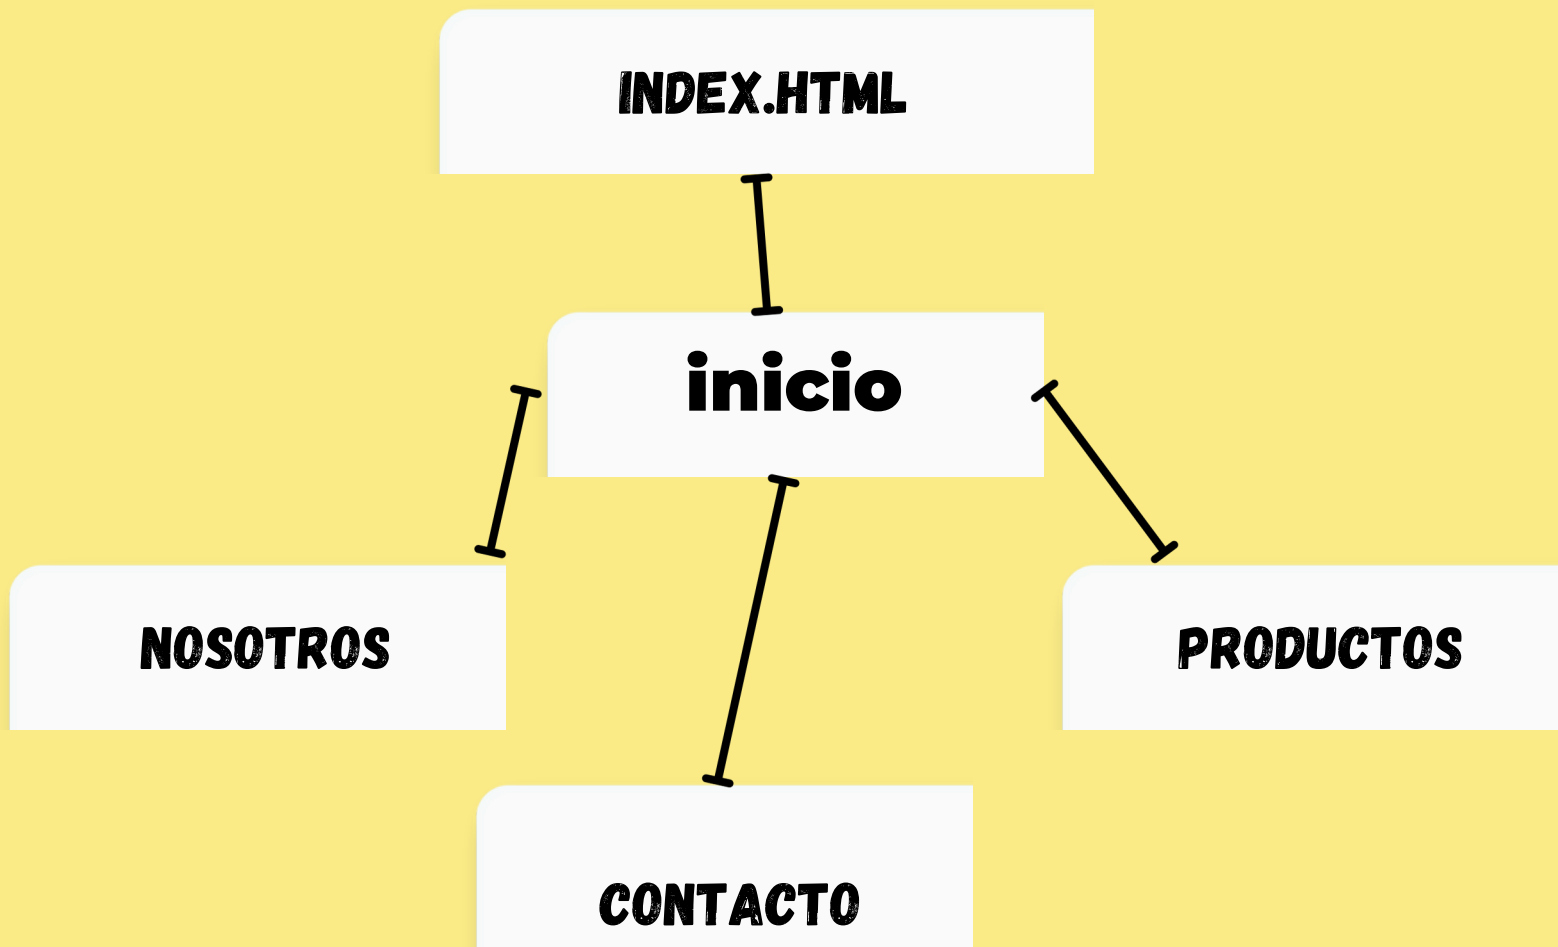 INDEX.HTML
inicio
NOSOTROS
PRODUCTOS
CONTACTO